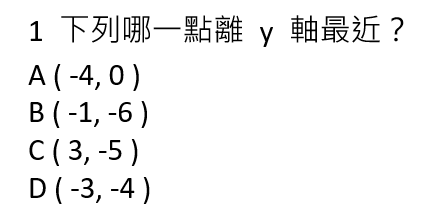 1 下列哪一點離 y 軸最近？
A ( -4, 0 )
B ( -1, -6 )
C ( 3, -5 )
D ( -3, -4 )